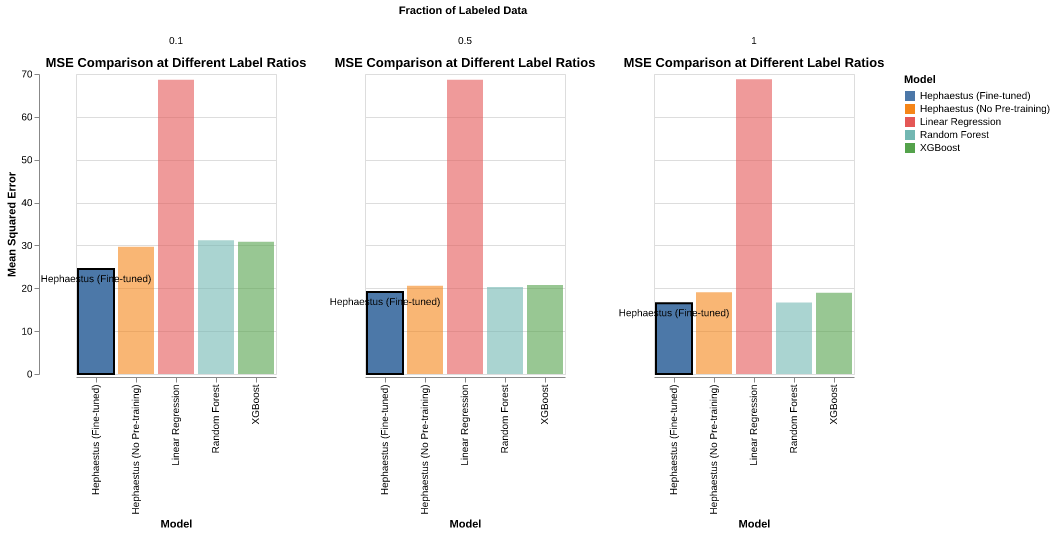 Fraction of Labeled Data
0.1
0.5
1
MSE Comparison at Different Label Ratios
MSE Comparison at Different Label Ratios
MSE Comparison at Different Label Ratios
Mean Squared Error
70
60
50
40
30
20
10
0
Hephaestus (Fine-tuned)
Hephaestus (Fine-tuned)
Hephaestus (No Pre-training)
Linear Regression
Random Forest
XGBoost
Model
Hephaestus (Fine-tuned)
Hephaestus (Fine-tuned)
Hephaestus (No Pre-training)
Linear Regression
Random Forest
XGBoost
Model
Hephaestus (Fine-tuned)
Hephaestus (Fine-tuned)
Hephaestus (No Pre-training)
Linear Regression
Random Forest
XGBoost
Model
Model
Hephaestus (Fine-tuned)
Hephaestus (No Pre-training)
Linear Regression
Random Forest
XGBoost